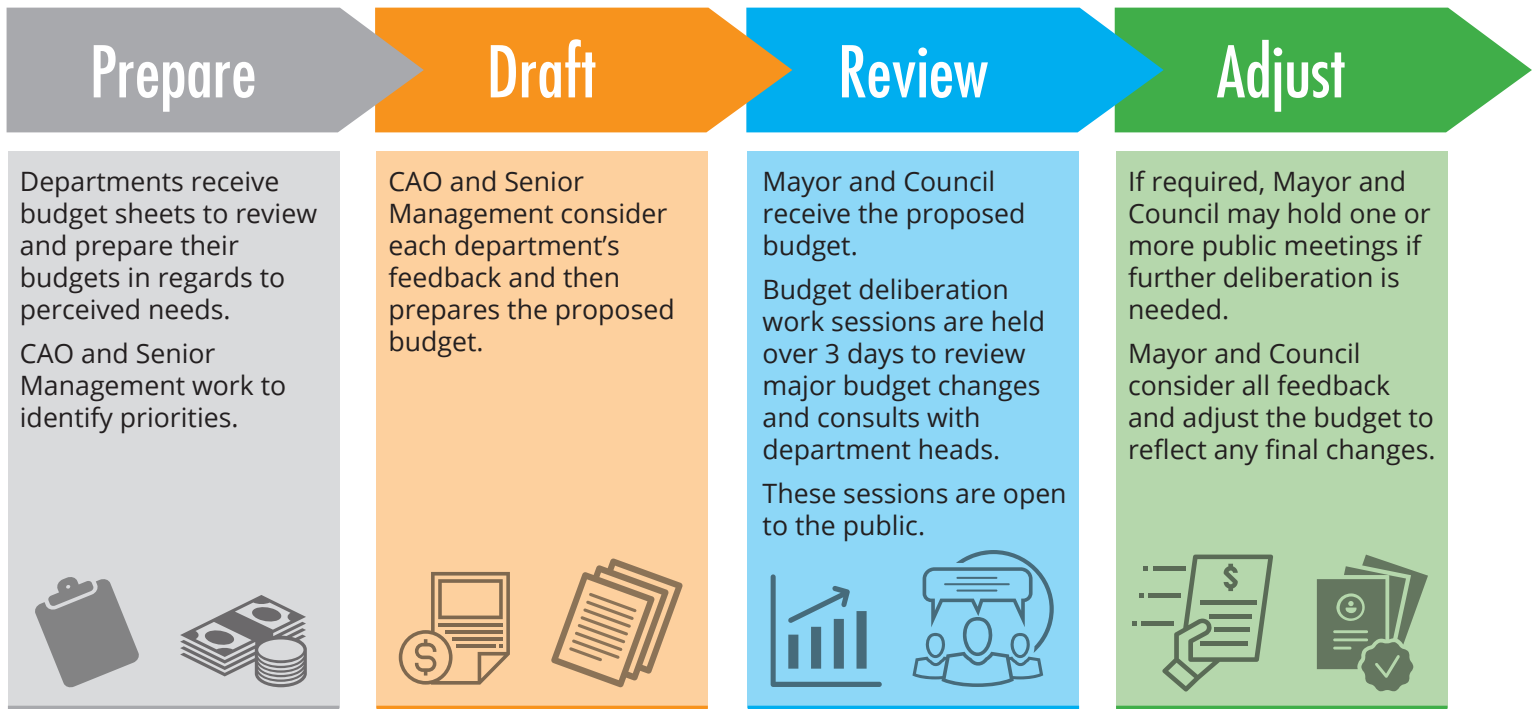 Prepare
Departments receive
budget sheets to review
and prepare their
budgets in regards to
perceived needs.
CAO and Senior
Management work to
identify priorities.
Draft
CAO and Senior
Management consider
each department’s
feedback and then
prepares the proposed
budget.
$
Review
Mayor and Council
receive the proposed
budget.
Budget deliberation
work sessions are held
over 3 days to review
major budget changes
and consults with
department heads.
These sessions are open
to the public.
Adjust
If required, Mayor and
Council may hold one or
more public meetings if
further deliberation is
needed.
Mayor and Council
consider all feedback
and adjust the budget to
reflect any final changes.
$